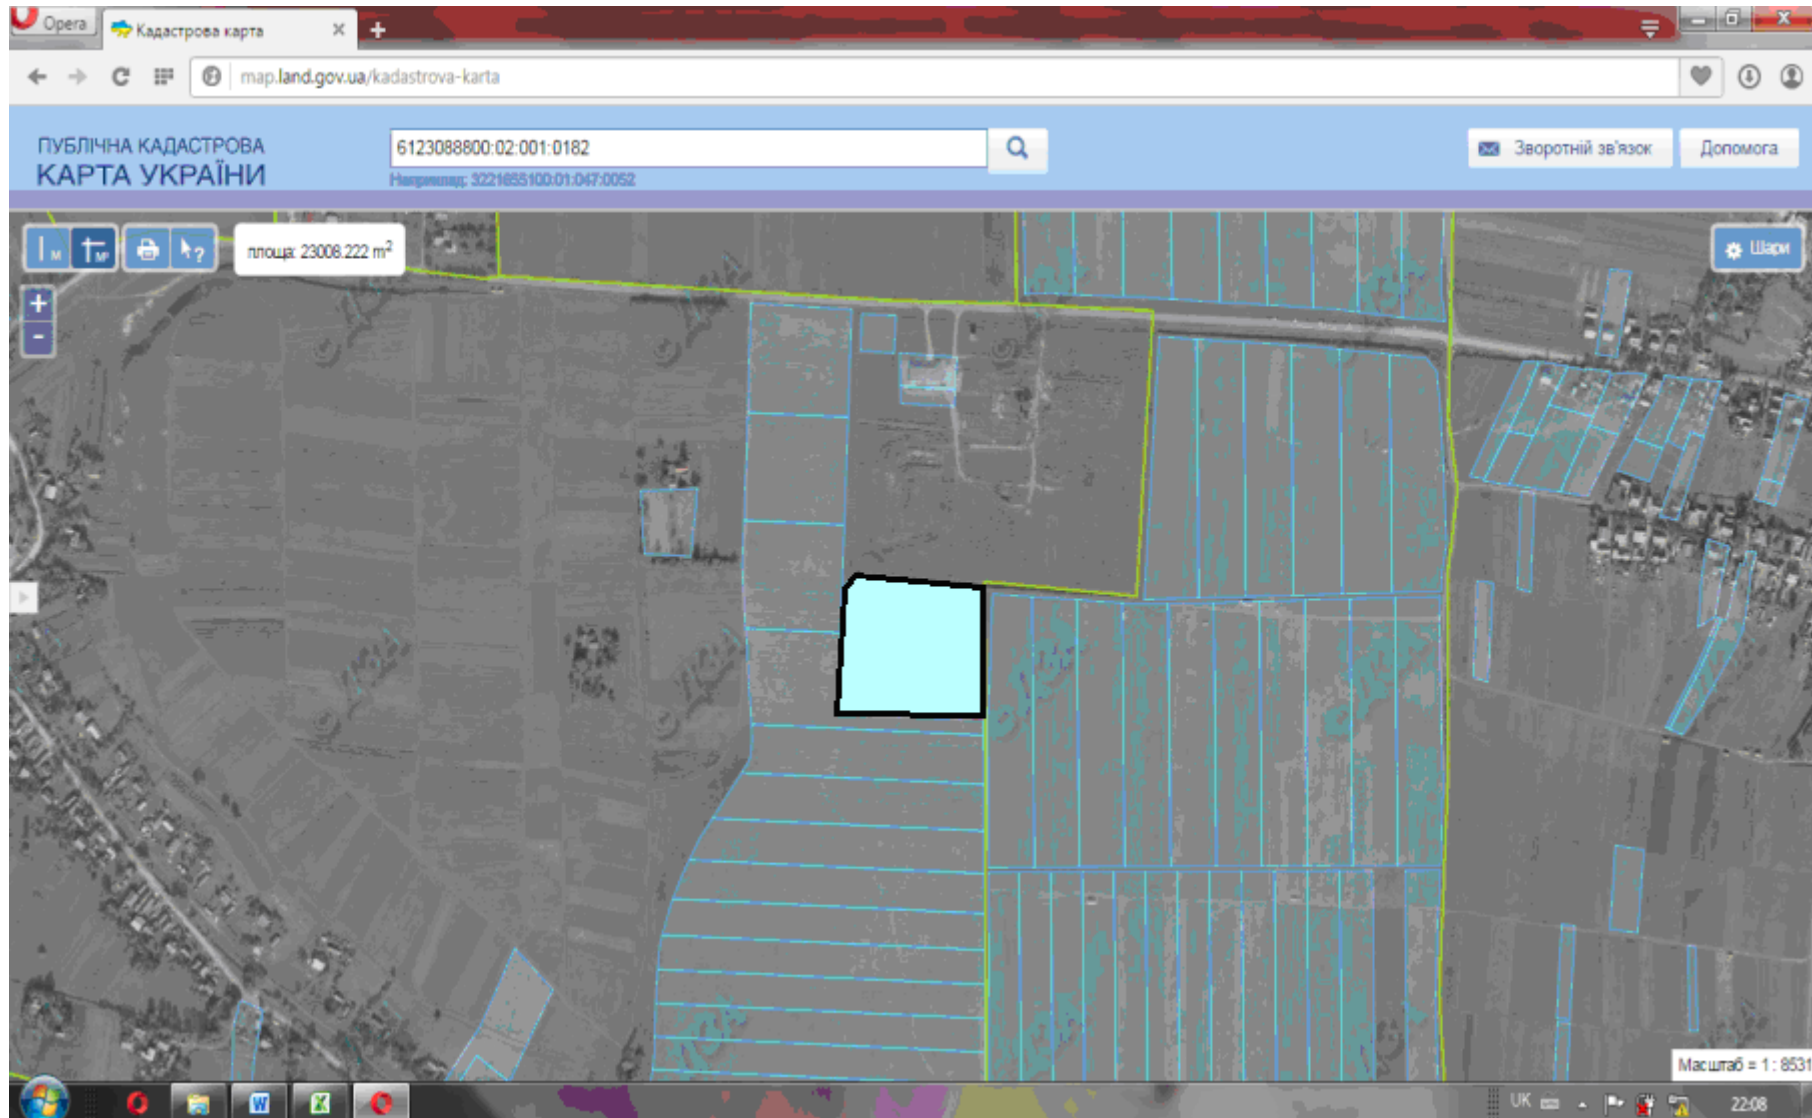 Opera
Кадастрова карта
map.land.gov.ua/kadastrova-karta
ПУБЛІЧНА КАДАСТРОВА
КАРТА УКРАЇНИ
6123088800:02:001:0182
Наприклад: 3221655100:01:047:0052
Зворотній зв'язок
Допомога
площа: 23008.222 m²
Шари
Масштаб = 1 : 8531
UK
22:08